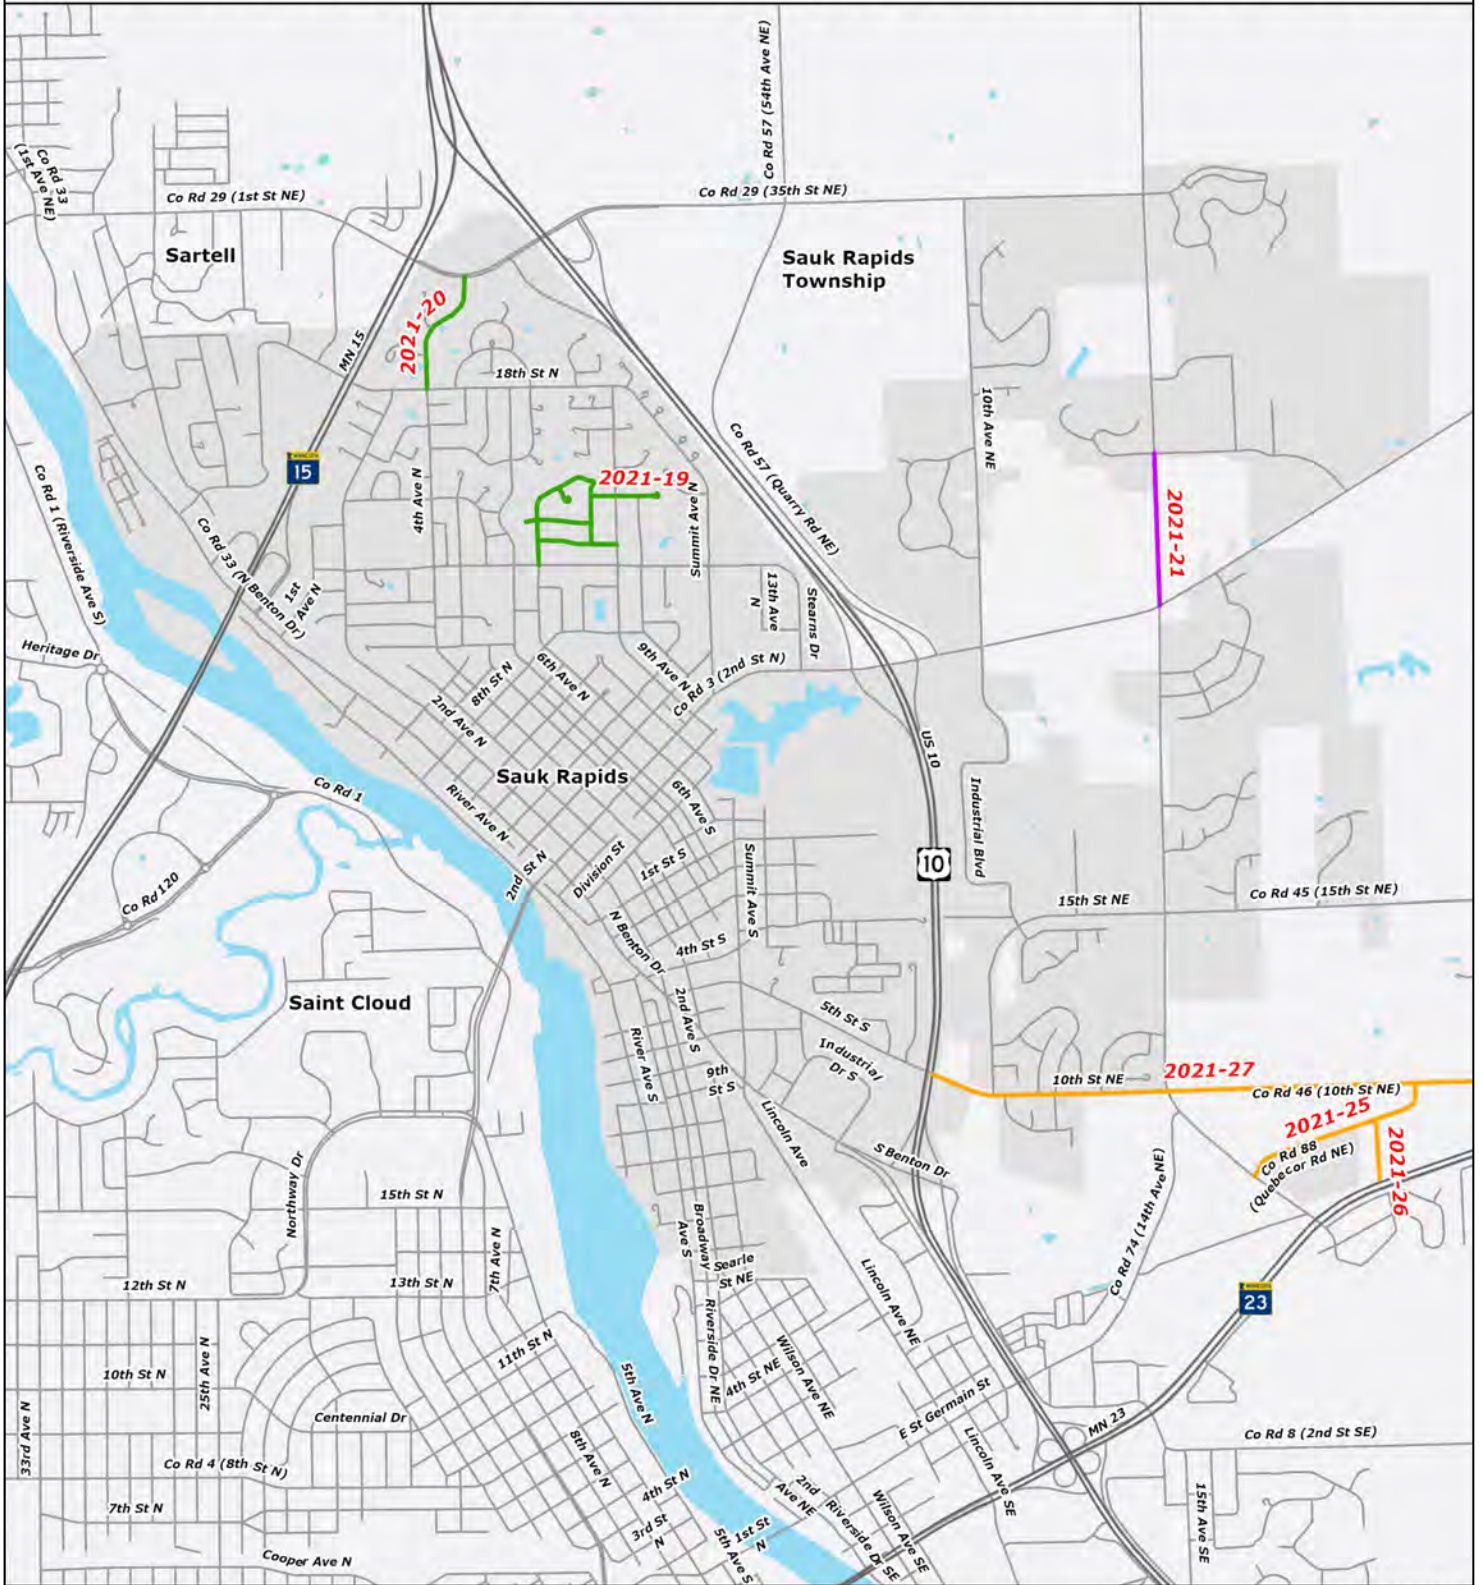 Co Rd 57 (54th Ave NE)
Co Rd 33
(1st Ave NE)
Co Rd 29 (1st St NE)
Co Rd 29 (35th St NE)
Sartell
Sauk Rapids
Township
2021-20
MN 15
18th St N
10th Ave NE
Co Rd 57 (Quarry Rd NE)
MINNESOTA
15
2021-19
4th Ave N
Summit Ave N
2021-21
Co Rd 1 (Riverside Ave S)
Co Rd 33 (N Benton Dr)
1st
Ave N
13th Ave
N
Stearns Dr
Heritage Dr
8th St N
6th Ave N
9th Ave N
Co Rd 3 (2nd St N)
2nd Ave N
US 10
Sauk Rapids
Co Rd 1
River Ave N
6th Ave S
Industrial Blvd
10
2nd St N
Division St
1st St S
Summit Ave S
Co Rd 120
15th St NE
Co Rd 45 (15th St NE)
N Benton Dr
4th St S
Saint Cloud
2nd Ave S
5th St S
River Ave S
Industrial
Dr S
9th
St S
10th St NE
2021-27
Co Rd 46 (10th St NE)
2021-25
Lincoln Ave
S Benton Dr
Co Rd 88
(Quebecor Rd NE)
2021-26
Northway Dr
15th St N
Co Rd 74 (14th Ave NE)
7th Ave N
Broadway
Ave S
Searle
St NE
12th St N
13th St N
Lincoln Ave NE
MINNESOTA
23
Riverside Dr NE
11th St N
Wilson Ave NE
4th St NE
10th St N
25th Ave N
5th Ave N
Centennial Dr
E St Germain St
MN 23
33rd Ave N
Co Rd 4 (8th St N)
8th Ave N
Lincoln Ave SE
Co Rd 8 (2nd St SE)
7th St N
4th St N
2nd
Ave NE
Wilson Ave SE
15th Ave SE
3rd St
N
1st St
N
Riverside Dr SE
5th Ave S
Cooper Ave N